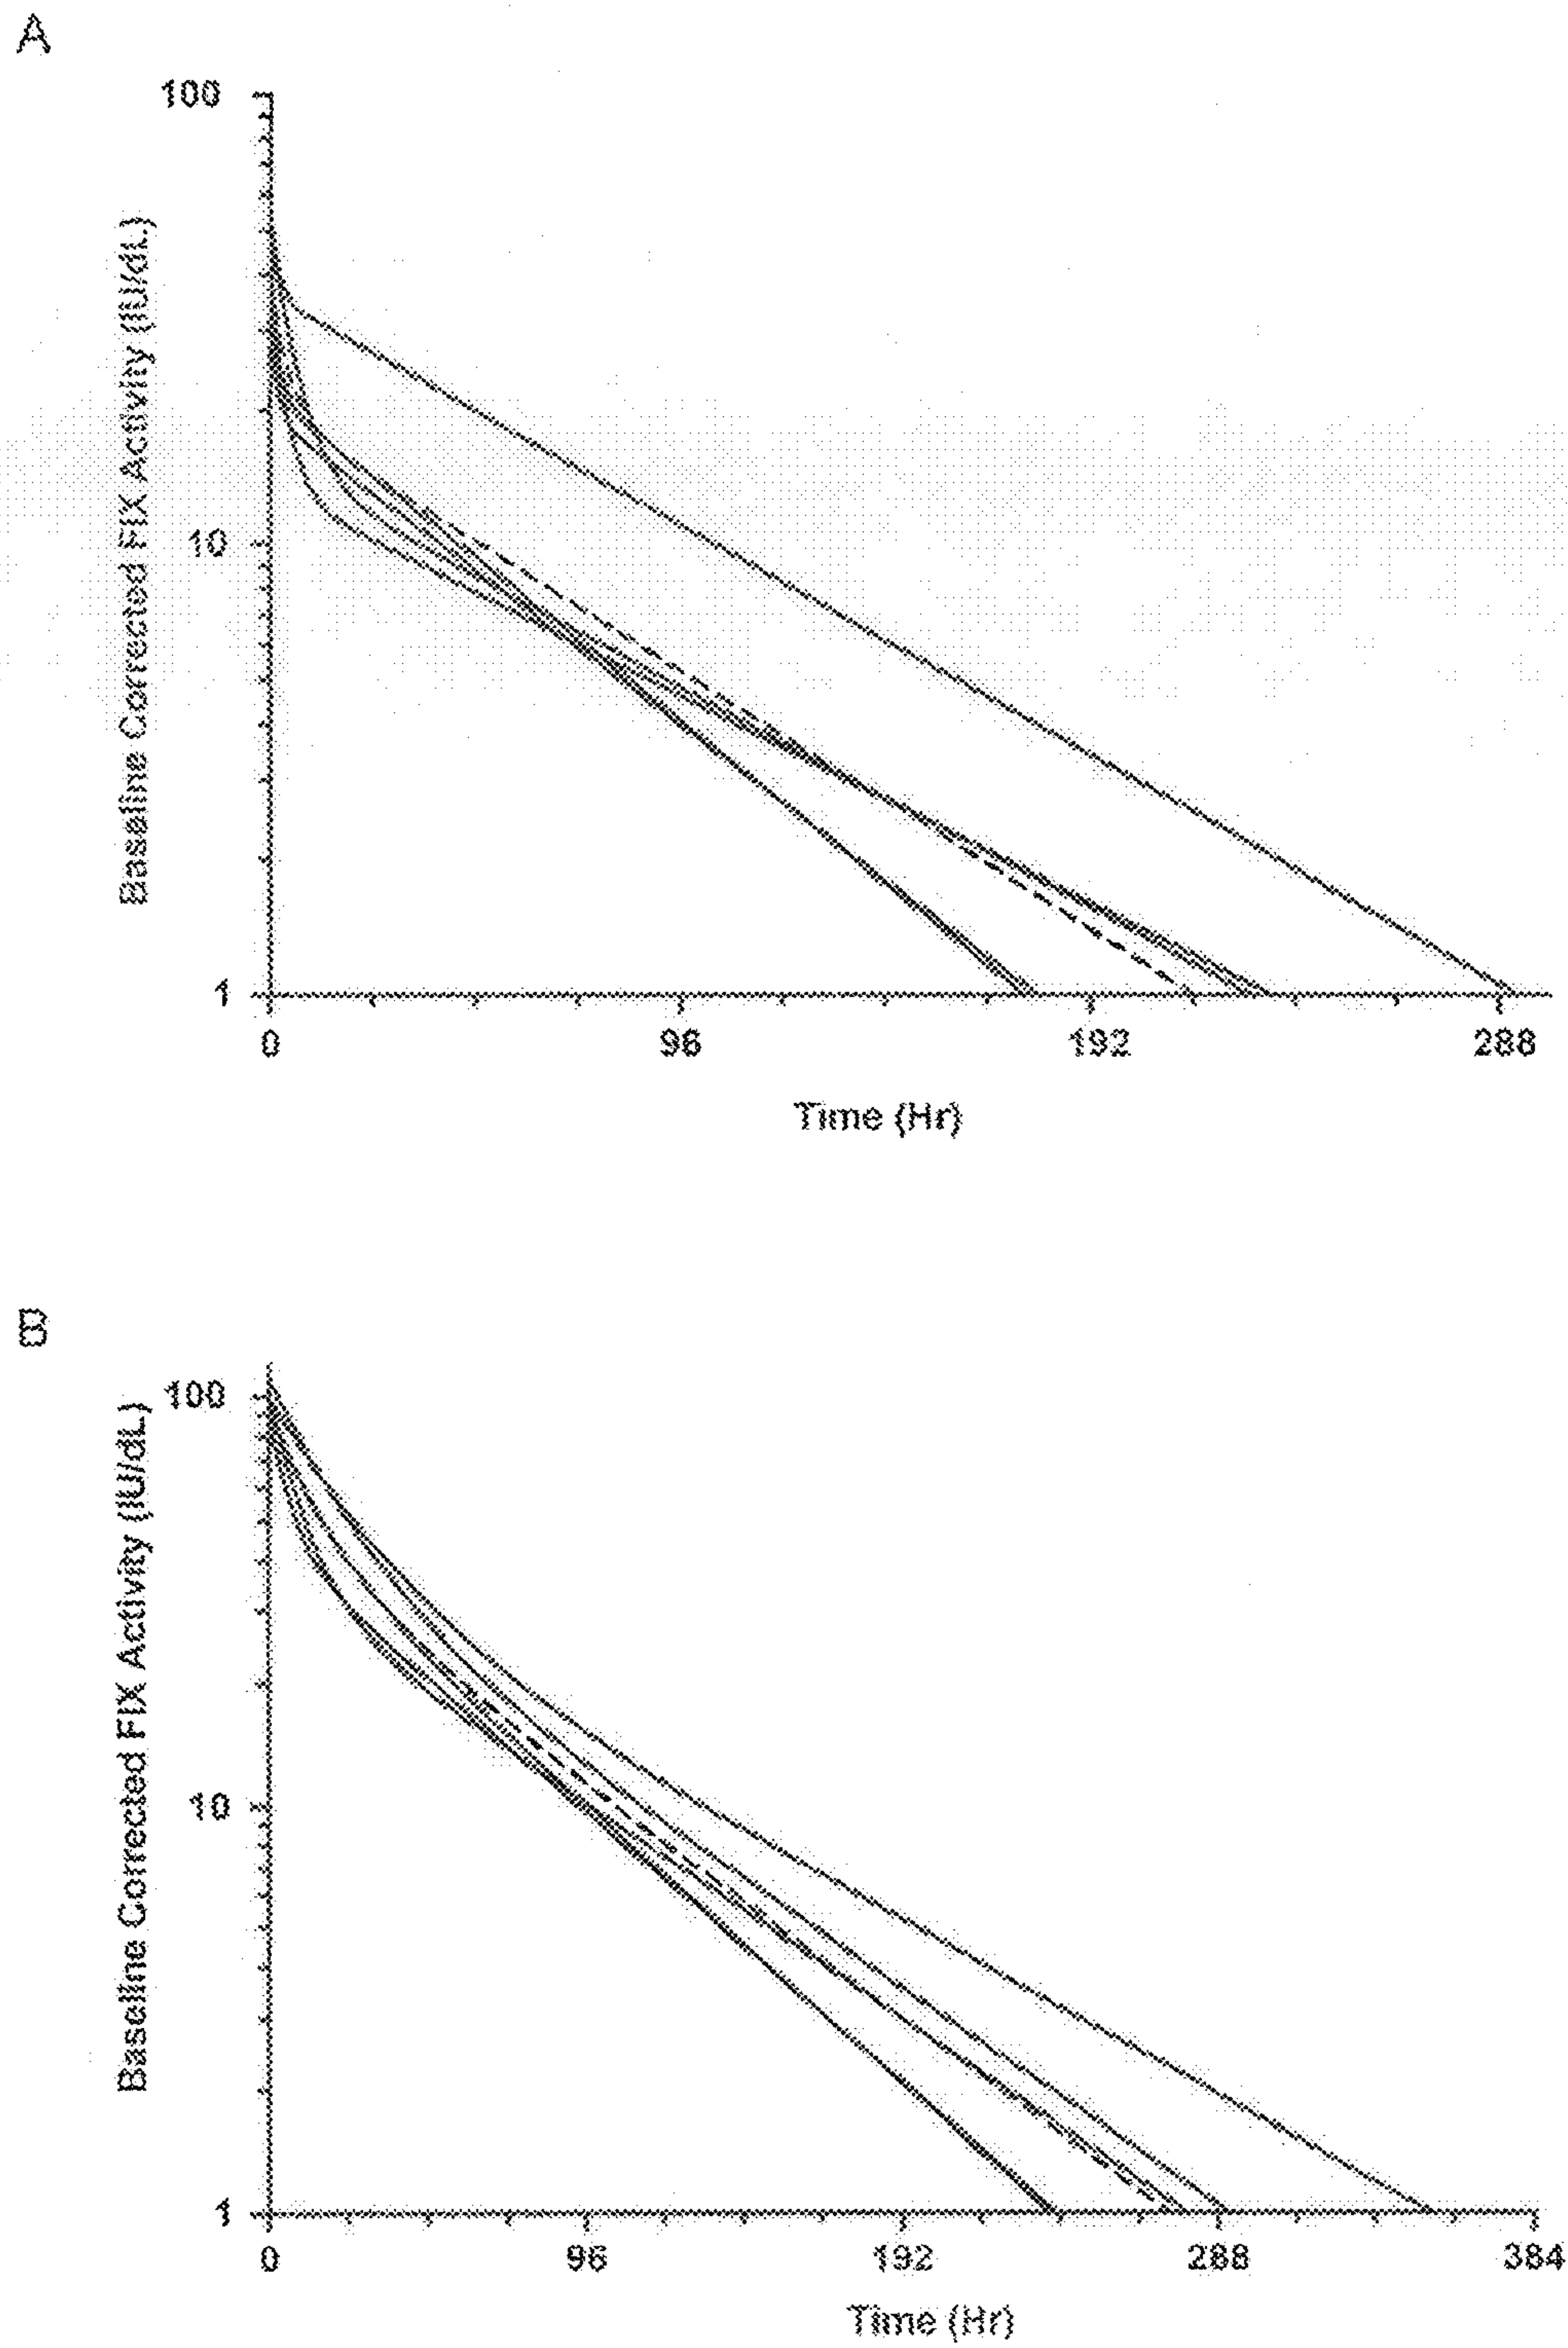 A
100
10
1
Baseline Corrected FIX Activity (IU/dL)
0 96 192 288
Time (Hr)
B
100
10
1
Baseline Corrected FIX Activity (IU/dL)
0 96 192 288 384
Time (Hr)